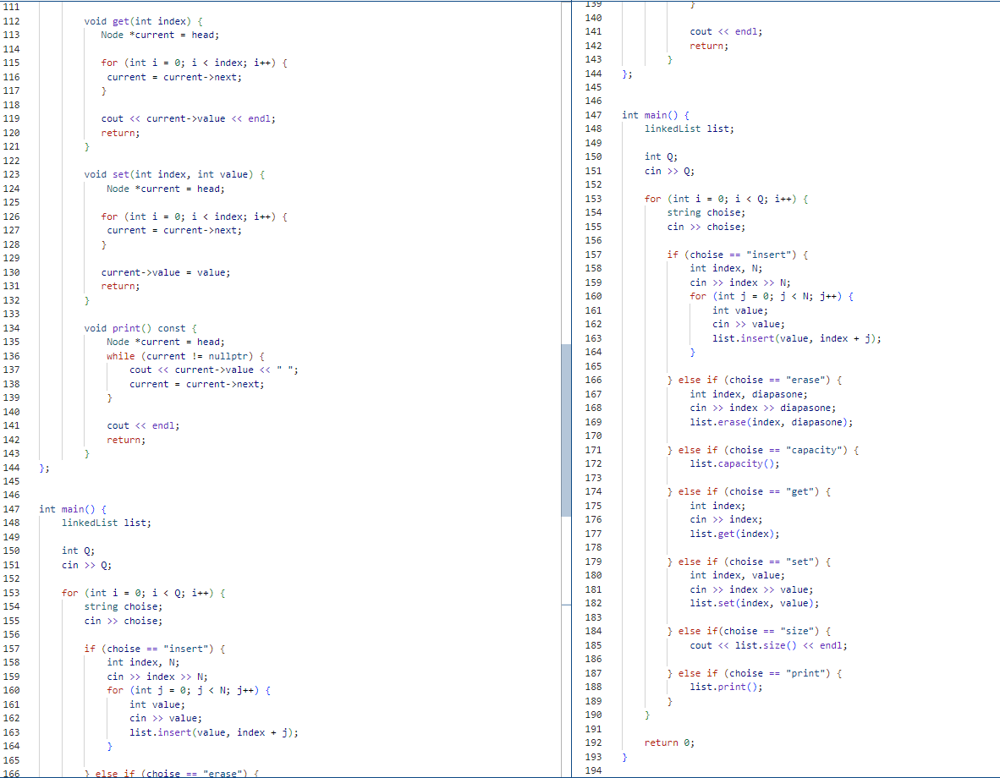 111
112 void get(int index) {
113 Node *current = head;
114
115 for (int i = 0; i < index; i++) {
116 current = current->next;
117 }
118
119 cout << current->value << endl;
120 return;
121 }
122
123 void set(int index, int value) {
124 Node *current = head;
125
126 for (int i = 0; i < index; i++) {
127 current = current->next;
128 }
129
130 current->value = value;
131 return;
132 }
133
134 void print() const {
135 Node *current = head;
136 while (current != nullptr) {
137 cout << current->value << " ";
138 current = current->next;
139 }
140
141 cout << endl;
142 return;
143 }
144 };
145
146
147 int main() {
148 linkedList list;
149
150 int Q;
151 cin >> Q;
152
153 for (int i = 0; i < Q; i++) {
154 string choise;
155 cin >> choise;
156
157 if (choise == "insert") {
158 int index, N;
159 cin >> index >> N;
160 for (int j = 0; j < N; j++) {
161 int value;
162 cin >> value;
163 list.insert(value, index + j);
164 }
165
166 } else if (choise == "erase") {
139 }
140
141 cout << endl;
142 return;
143 }
144 };
145
146
147 int main() {
148 linkedList list;
149
150 int Q;
151 cin >> Q;
152
153 for (int i = 0; i < Q; i++) {
154 string choise;
155 cin >> choise;
156
157 if (choise == "insert") {
158 int index, N;
159 cin >> index >> N;
160 for (int j = 0; j < N; j++) {
161 int value;
162 cin >> value;
163 list.insert(value, index + j);
164 }
165
166 } else if (choise == "erase") {
167 int index, diapasone;
168 cin >> index >> diapasone;
169 list.erase(index, diapasone);
170
171 } else if (choise == "capacity") {
172 list.capacity();
173
174 } else if (choise == "get") {
175 int index;
176 cin >> index;
177 list.get(index);
178
179 } else if (choise == "set") {
180 int index, value;
181 cin >> index >> value;
182 list.set(index, value);
183
184 } else if(choise == "size") {
185 cout << list.size() << endl;
186
187 } else if (choise == "print") {
188 list.print();
189 }
190 }
191
192 return 0;
193 }
194